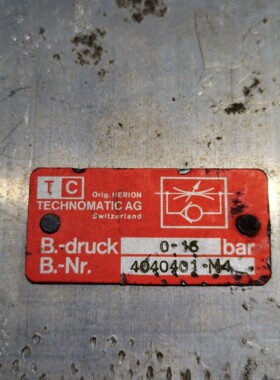 TC
Orig. HERION
TECHNOMATIC AG
Switzerland
B.-druck 0-16 bar
B.-Nr. 4040401 M4